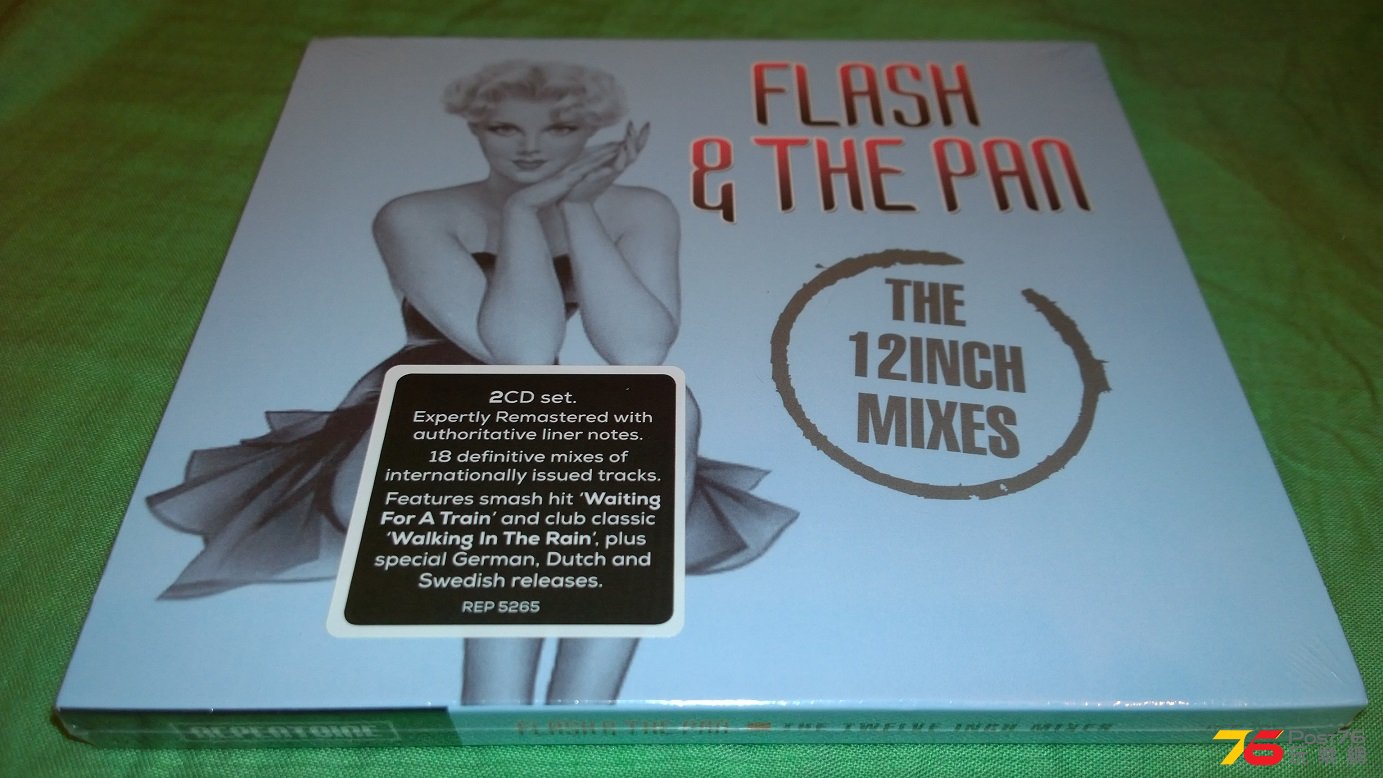 FLASH
& THE PAN
THE
12INCH
MIXES
2CD set.
Expertly Remastered with
authoritative liner notes.
18 definitive mixes of
internationally issued tracks.
Features smash hit ‘Waiting
For A Train’ and club classic
‘Walking In The Rain’, plus
special German, Dutch and
Swedish releases.
REP 5265
REPERTOIRE
FLASH & THE PAN – THE TWELVE INCH MIXES
76 Post76